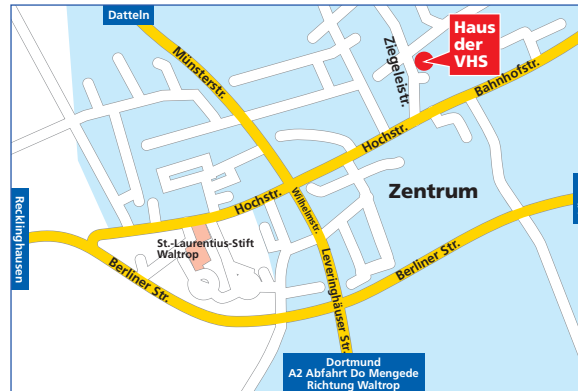 Datteln
Haus
der
VHS
Ziegeleistr.
Münsterstr.
Bahnhofstr.
Hochstr.
Zentrum
Hochstr.
Wilhelmstr.
Recklinghausen
St.-Laurentius-Stift
Waltrop
Berliner Str.
Leveringhäuser Str.
Berliner Str.
Dortmund
A2 Abfahrt Do Mengede
Richtung Waltrop